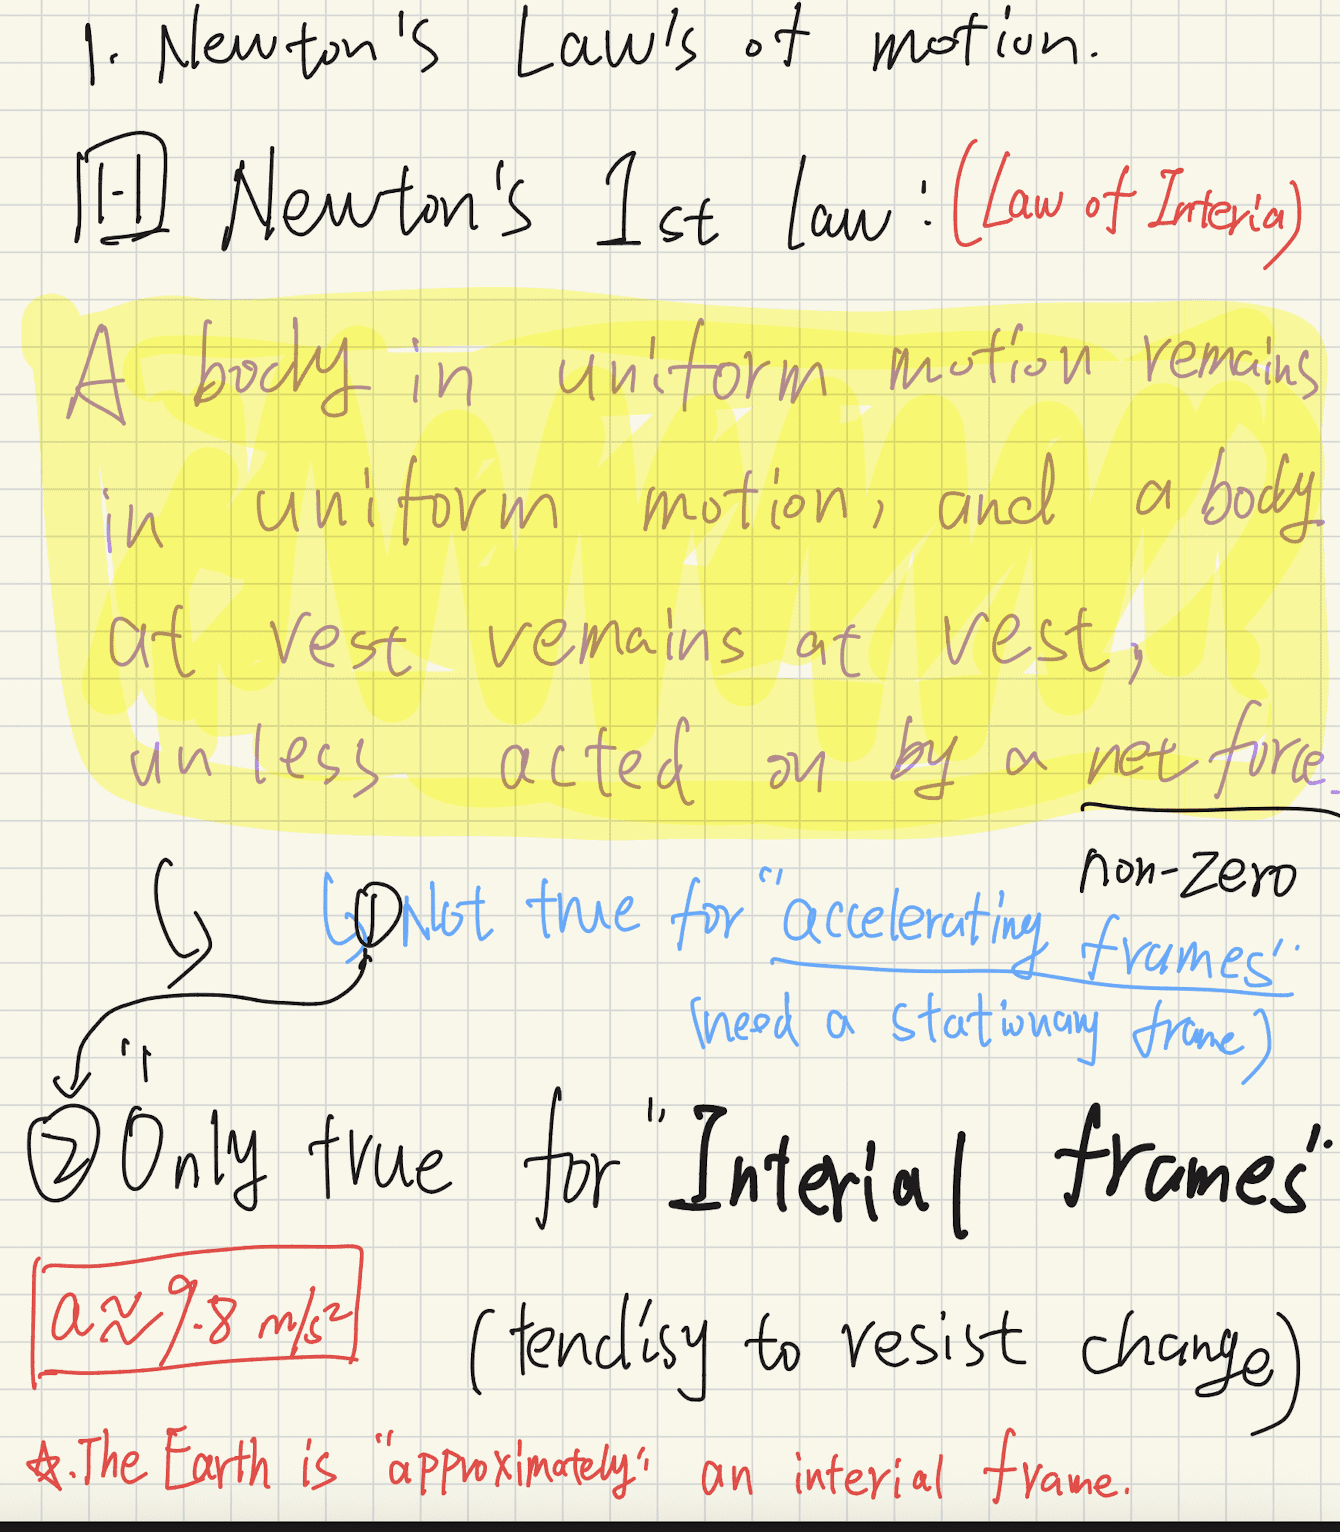 1. Newton's Law's of motion.
1-1 Newton's 1st law: (Law of Interia)
A body in uniform motion remains
in uniform motion, and a body
at rest remains at rest,
unless acted on by a net force.
non-zero
① Not true for "accelerating frames".
(need a stationary frame)
② "Only true for "Interial frames".
a≈9.8 m/s²
(tendisy to resist change)
☆. The Earth is "approximately" an interial frame.